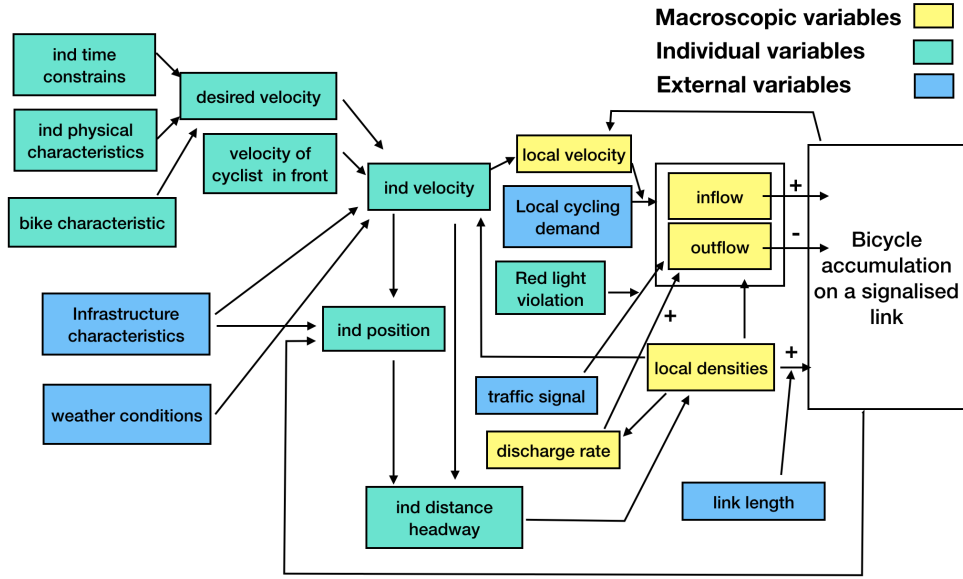 Macroscopic variables
Individual variables
External variables
ind time
constrains
desired velocity
ind physical
characteristics
velocity of
cyclist in front
bike characteristic
ind velocity
local velocity
Local cycling
demand
inflow
outflow
+
-
Bicycle
accumulation
on a signalised
link
Red light
violation
Infrastructure
characteristics
ind position
+
local densities
+
weather conditions
traffic signal
discharge rate
ind distance
headway
link length